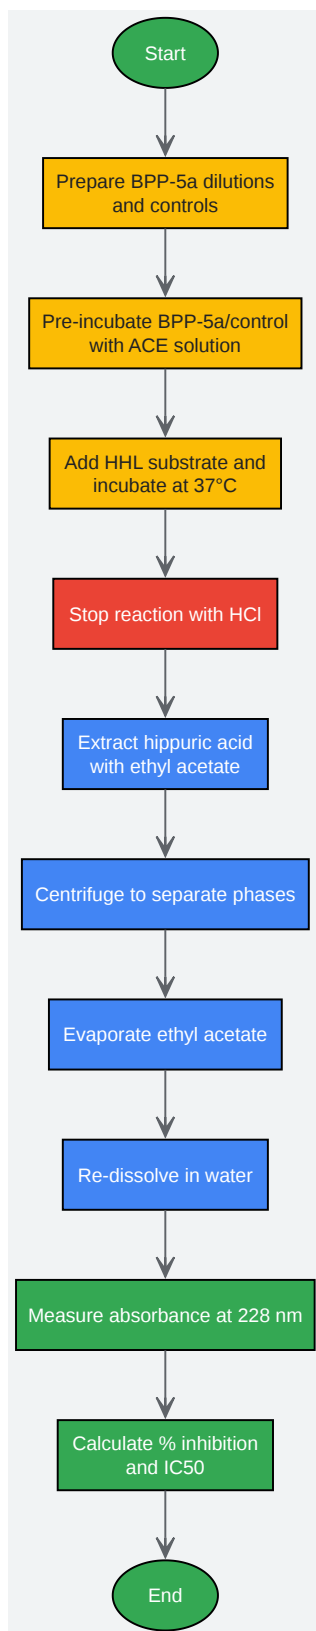 Start
Prepare BPP-5a dilutions
and controls
Pre-incubate BPP-5a/control
with ACE solution
Add HHL substrate and
incubate at 37°C
Stop reaction with HCl
Extract hippuric acid
with ethyl acetate
Centrifuge to separate phases
Evaporate ethyl acetate
Re-dissolve in water
Measure absorbance at 228 nm
Calculate % inhibition
and IC50
End